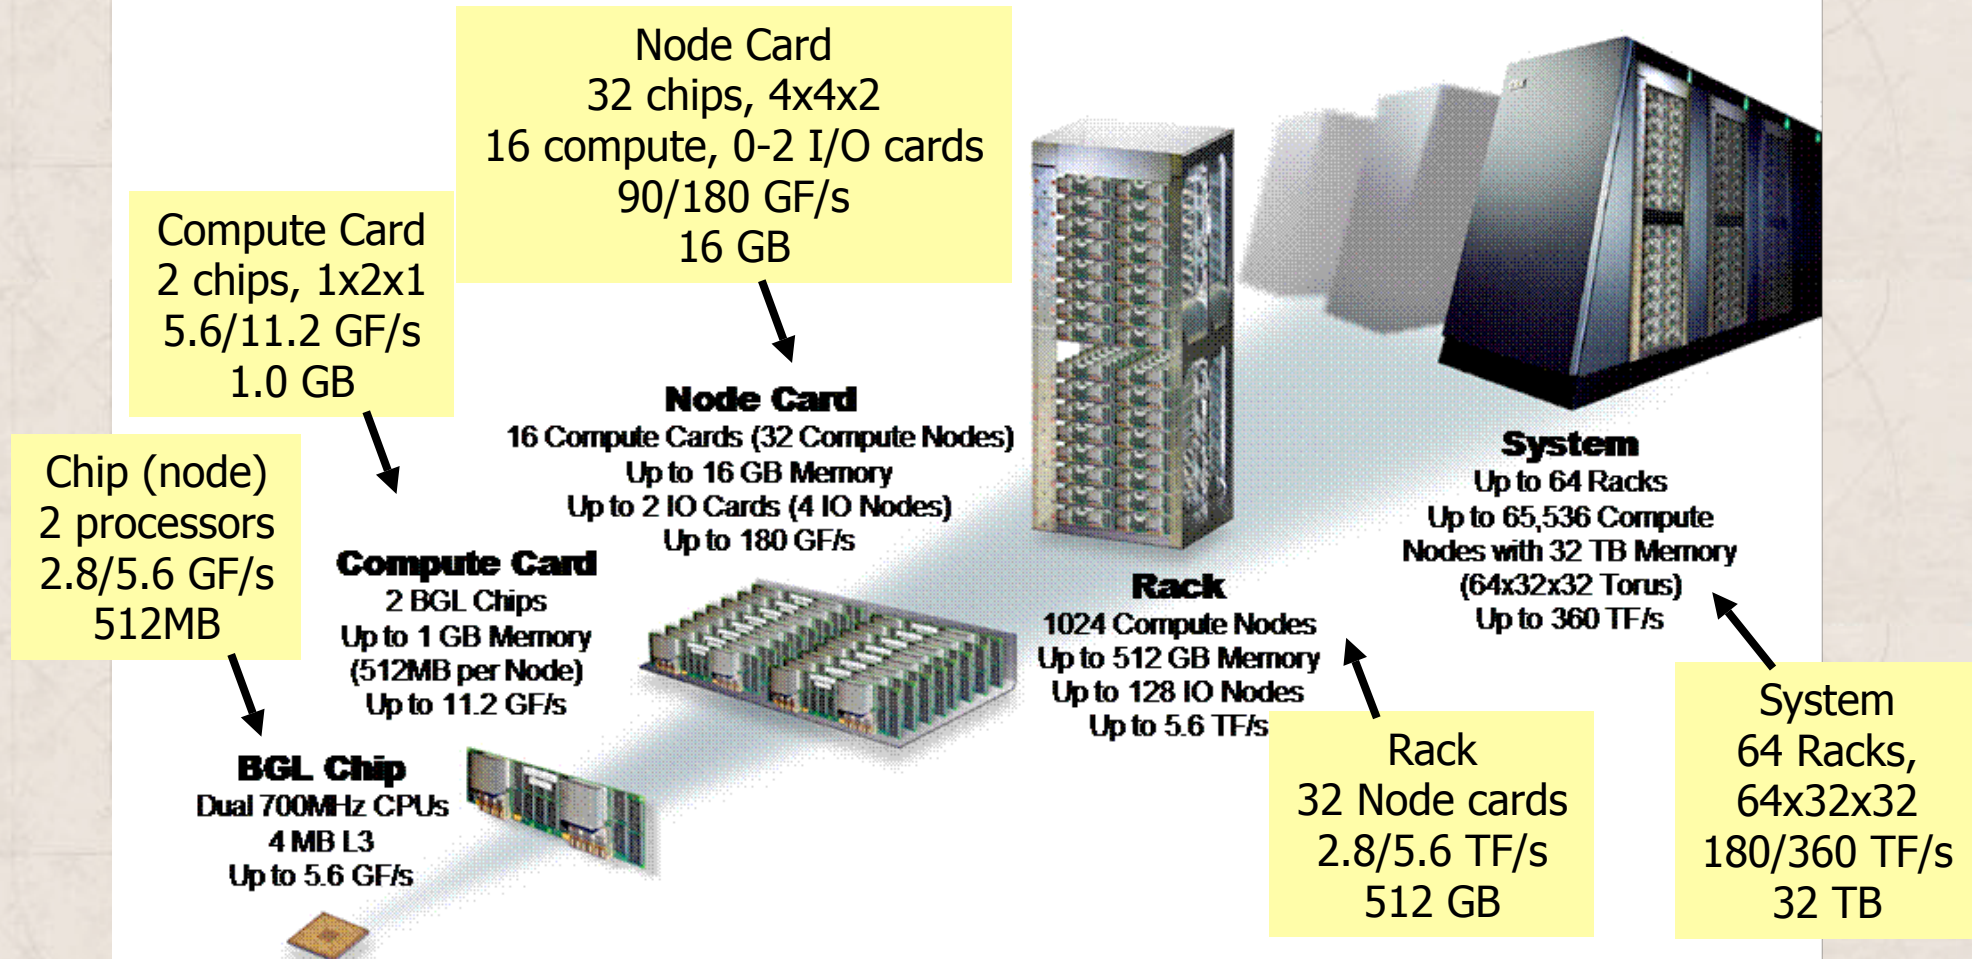 Node Card
32 chips, 4x4x2
16 compute, 0-2 I/O cards
90/180 GF/s
16 GB
Compute Card
2 chips, 1x2x1
5.6/11.2 GF/s
1.0 GB
Chip (node)
2 processors
2.8/5.6 GF/s
512MB
Node Card
16 Compute Cards (32 Compute Nodes)
Up to 16 GB Memory
Up to 2 IO Cards (4 IO Nodes)
Up to 180 GF/s
Compute Card
2 BGL Chips
Up to 1 GB Memory
(512MB per Node)
Up to 11.2 GF/s
BGL Chip
Dual 700MHz CPUs
4 MB L3
Up to 5.6 GF/s
Rack
1024 Compute Nodes
Up to 512 GB Memory
Up to 128 IO Nodes
Up to 5.6 TF/s
System
Up to 64 Racks
Up to 65,536 Compute
Nodes with 32 TB Memory
(64x32x32 Torus)
Up to 360 TF/s
Rack
32 Node cards
2.8/5.6 TF/s
512 GB
System
64 Racks,
64x32x32
180/360 TF/s
32 TB